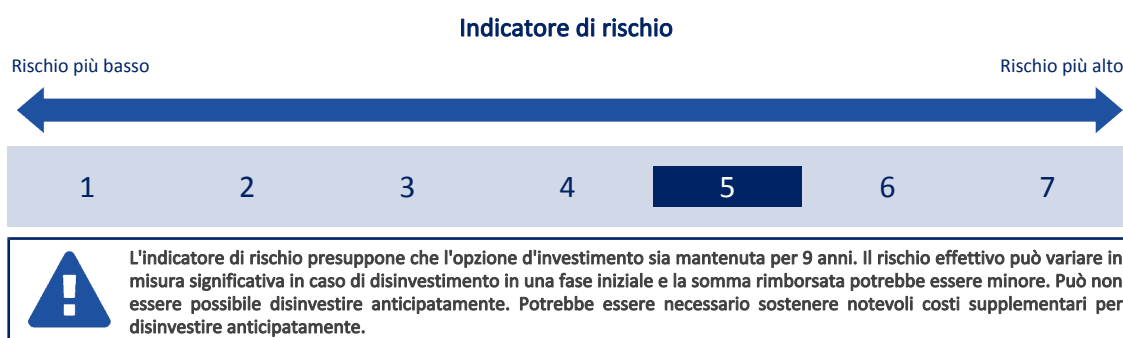 Indicatore di rischio
Rischio più basso
Rischio più alto
1 2 3 4 5 6 7
L'indicatore di rischio presuppone che l'opzione d'investimento sia mantenuta per 9 anni. Il rischio effettivo può variare in
misura significativa in caso di disinvestimento in una fase iniziale e la somma rimborsata potrebbe essere minore. Può non
essere possibile disinvestire anticipatamente. Potrebbe essere necessario sostenere notevoli costi supplementari per
disinvestire anticipatamente.